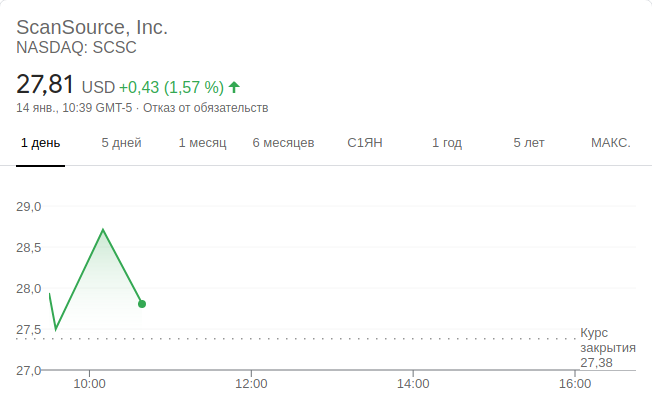 ScanSource, Inc.
NASDAQ: SCSC
27,81 USD +0,43 (1,57 %)
14 янв., 10:39 GMT-5 · Отказ от обязательств
1 день 5 дней 1 месяц 6 месяцев С1ЯН 1 год 5 лет МАКС.
29,0
28,5
28,0
27,5
Курс
закрытия
27,38
27,0
10:00 12:00 14:00 16:00